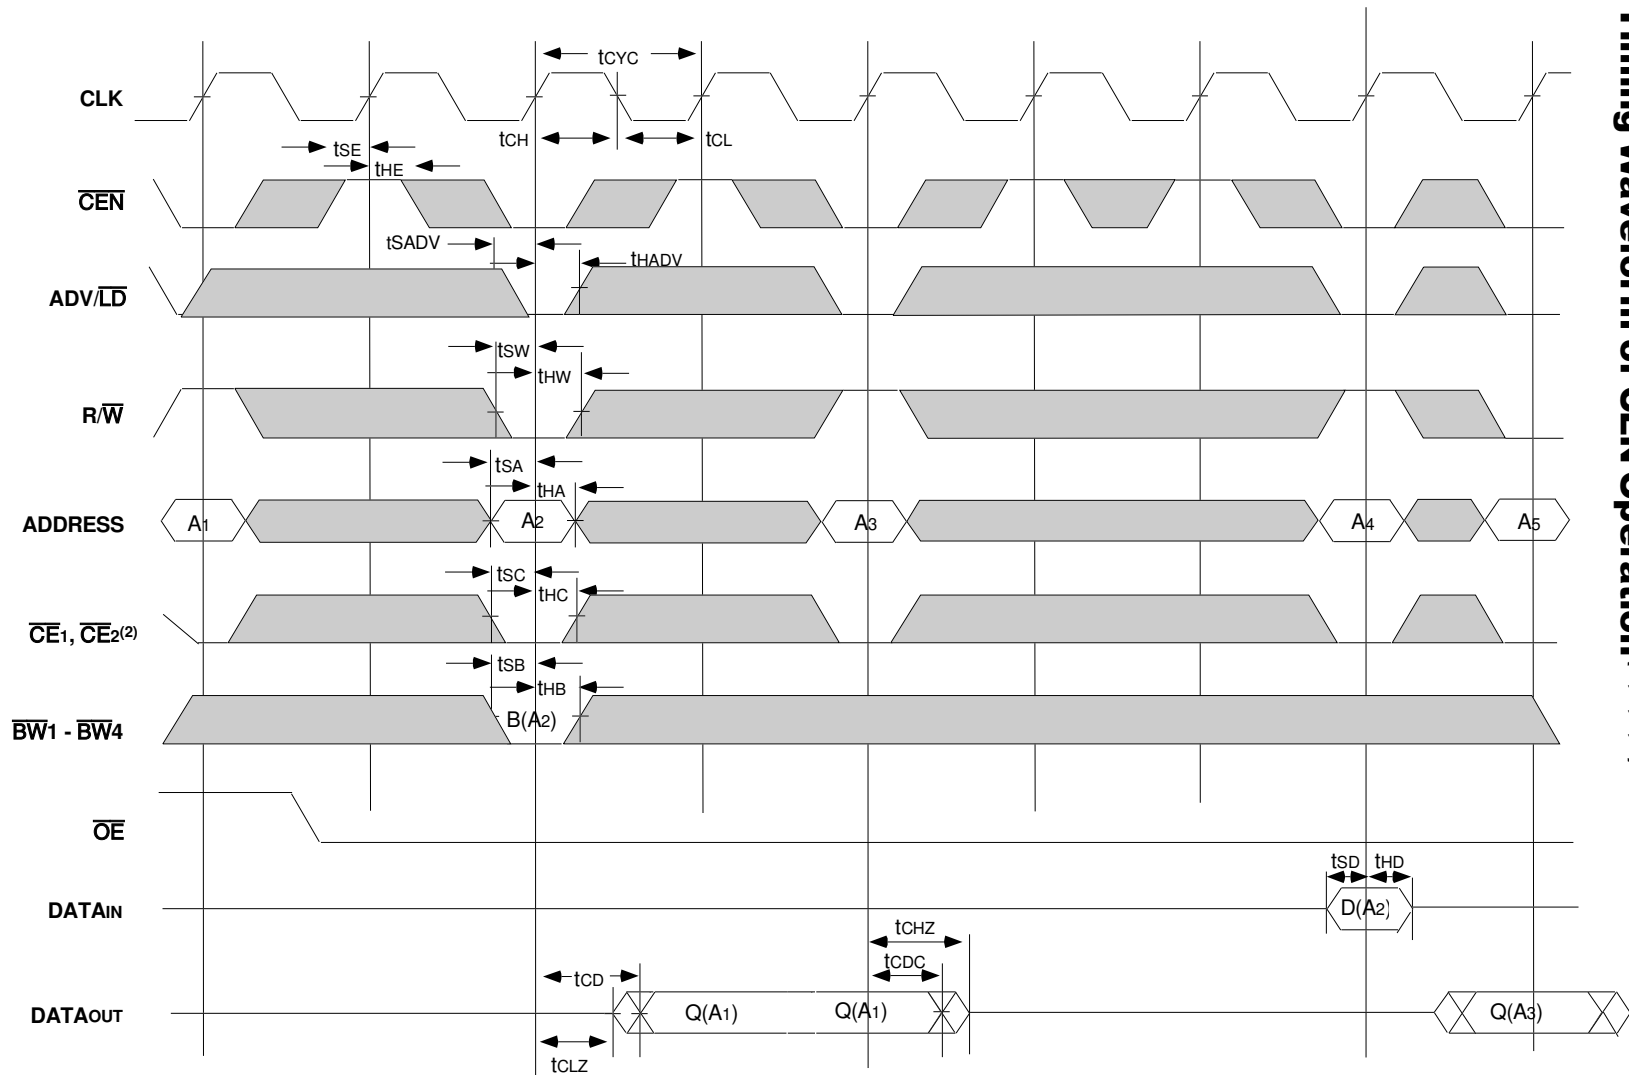 tCYC
CLK
tCH
tCL
tSE
tHE
CEN
tSADV
tHADV
ADV/LD
tSW
tHW
R/W
tSA
tHA
ADDRESS
A1
A2
A3
A4
A5
tSC
tHC
CE1, CE2(2)
tSB
tHB
BW1 - BW4
B(A2)
OE
tSD
tHD
DATAIN
D(A2)
tCHZ
tCD
tCDC
DATAOUT
Q(A1)
Q(A1)
Q(A3)
tCLZ
Timing Waveform of CEN Operation